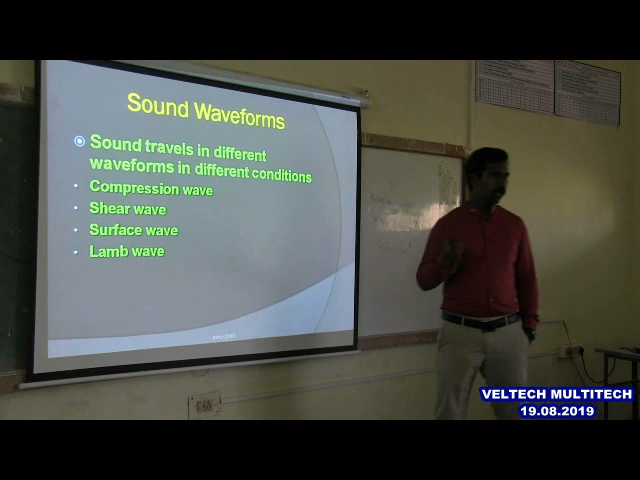 Sound Waveforms
Sound travels in different
waveforms in different conditions
Compression wave
Shear wave
Surface wave
Lamb wave
VELTECH MULTITECH
19.08.2019